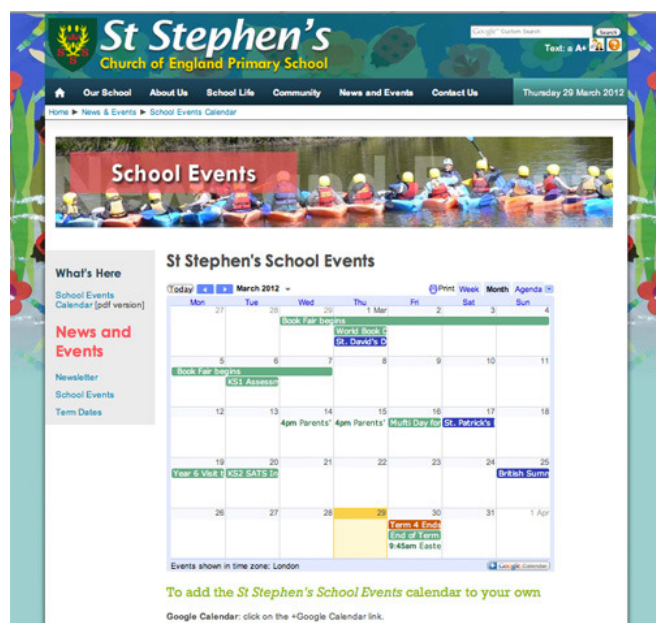 St Stephen's
Church of England Primary School
Google™ Custom Search
Search
Text: a A+
Our School About Us School Life Community News and Events Contact Us Thursday 29 March 2012
Home ► News & Events ► School Events Calendar
School Events
What's Here
School Events
Calendar [pdf version]
News and
Events
Newsletter
School Events
Term Dates
St Stephen's School Events
Today March 2012 Print Week Month Agenda
Mon Tue Wed Thu Fri Sat Sun
27 28 29 1 Mar 2 3 4
Book Fair begins
World Book D
St. David's D
5 6 7 8 9 10 11
Book Fair begins
KS1 Assessm
12 13 14 15 16 17 18
4pm Parents' 4pm Parents' Mufti Day for St. Patrick's
19 20 21 22 23 24 25
Year 6 Visit t KS2 SATS In British Summ
26 27 28 29 30 31 1 Apr
Term 4 Ends
End of Term
9:45am Easte
Events shown in time zone: London
Google Calendar
To add the St Stephen's School Events calendar to your own
Google Calendar: click on the +Google Calendar link.